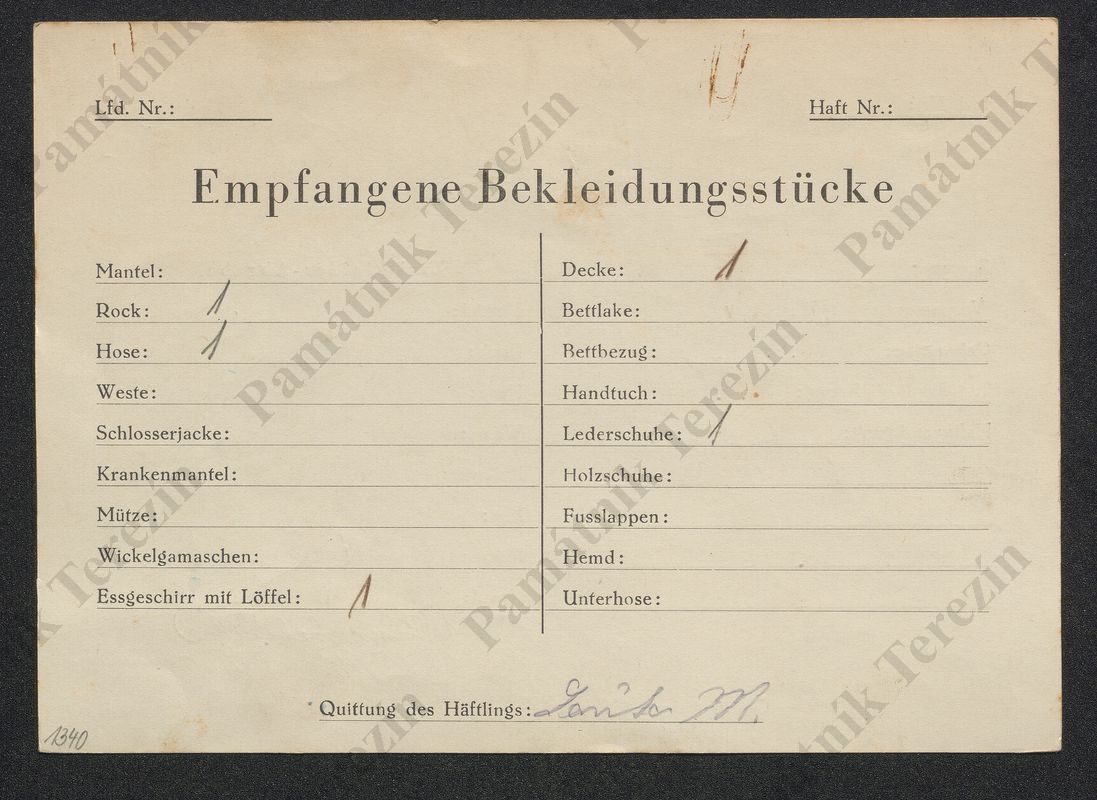 Lfd. Nr.:
Haft Nr.:
Empfangene Bekleidungsstücke
Mantel:
Rock: 1
Hose: 1
Weste:
Schlosserjacke:
Krankenmantel:
Mütze:
Wickelgamaschen:
Essgeschirr mit Löffel: 1
Decke: 1
Bettlake:
Bettbezug:
Handtuch:
Lederschuhe: 1
Holzschuhe:
Fusslappen:
Hemd:
Unterhose:
Quittung des Häftlings: M.
1340
Památník Terezín